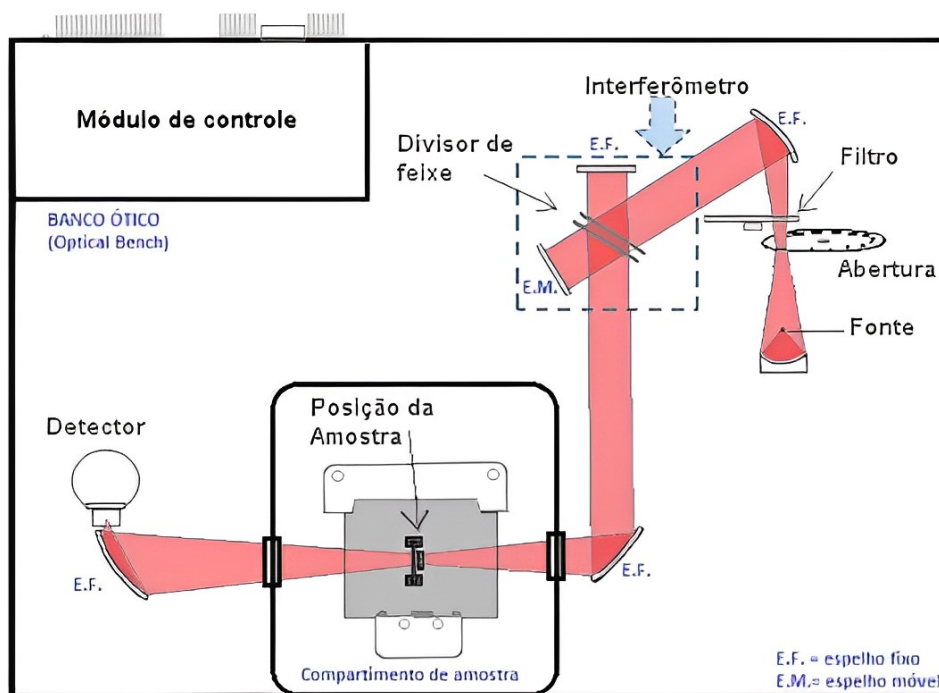 Módulo de controle
BANCO ÓTICO
(Optical Bench)
Interferômetro
E.F.
E.F.
Divisor de
feixe
Filtro
E.M.
Abertura
Fonte
Detector
Posição da
Amostra
E.F.
E.F.
Compartimento de amostra
E.F. = espelho fixo
E.M.= espelho móvel